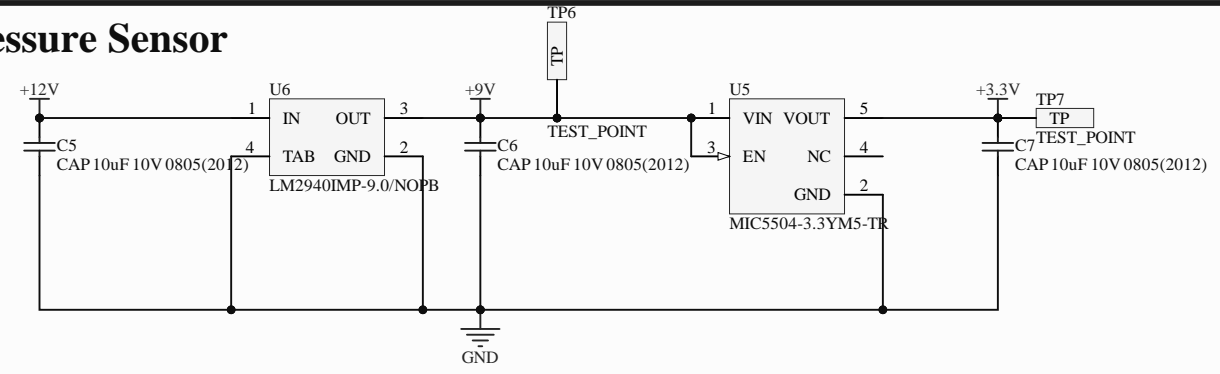 TP6
essure Sensor
TP
+12V
U6
+9V
U5
+3.3V
TP7
1
IN
OUT
3
1
VIN
VOUT
5
TP
TEST_POINT
TEST_POINT
C5
C6
C7
4
TAB
GND
2
3
EN
NC
4
CAP 10uF 10V 0805(2012)
CAP 10uF 10V 0805(2012)
CAP 10uF 10V 0805(2012)
LM2940IMP-9.0/NOPB
GND
2
MIC5504-3.3YM5-TR
GND